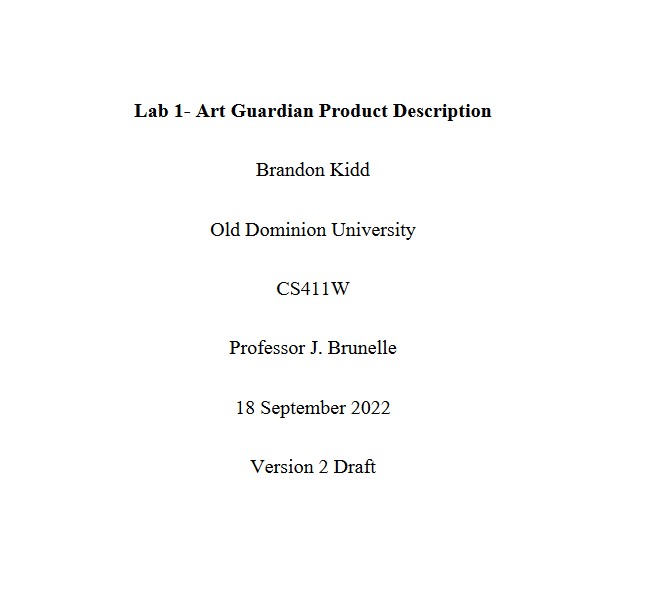 Lab 1- Art Guardian Product Description
Brandon Kidd
Old Dominion University
CS411W
Professor J. Brunelle
18 September 2022
Version 2 Draft